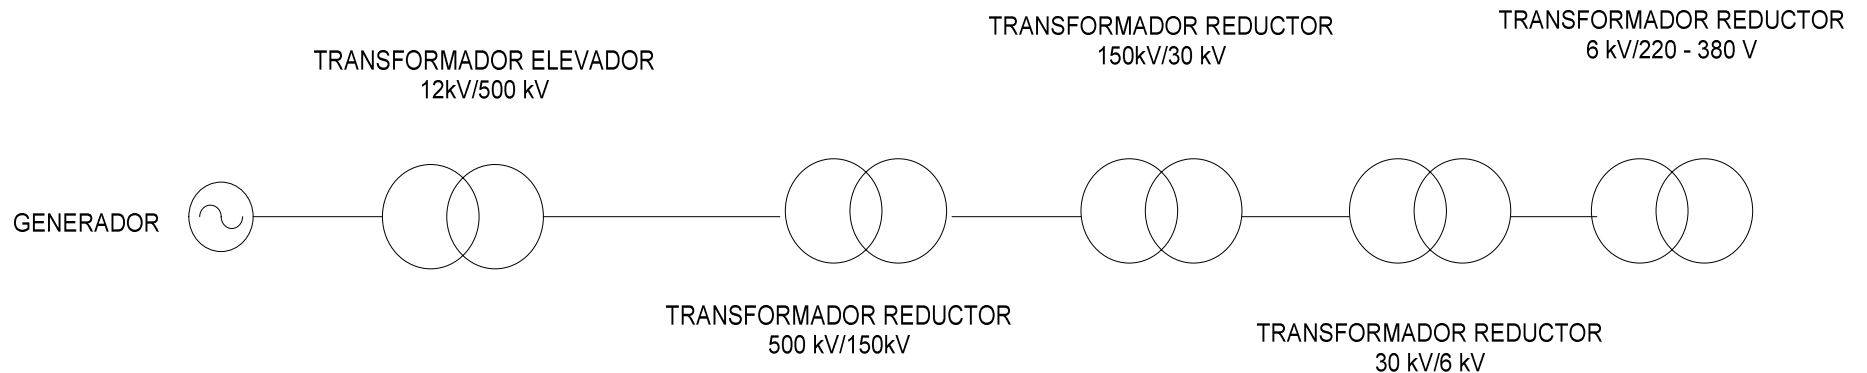 TRANSFORMADOR ELEVADOR
12kV/500 kV
TRANSFORMADOR REDUCTOR
150kV/30 kV
TRANSFORMADOR REDUCTOR
6 kV/220 - 380 V
GENERADOR
TRANSFORMADOR REDUCTOR
500 kV/150kV
TRANSFORMADOR REDUCTOR
30 kV/6 kV